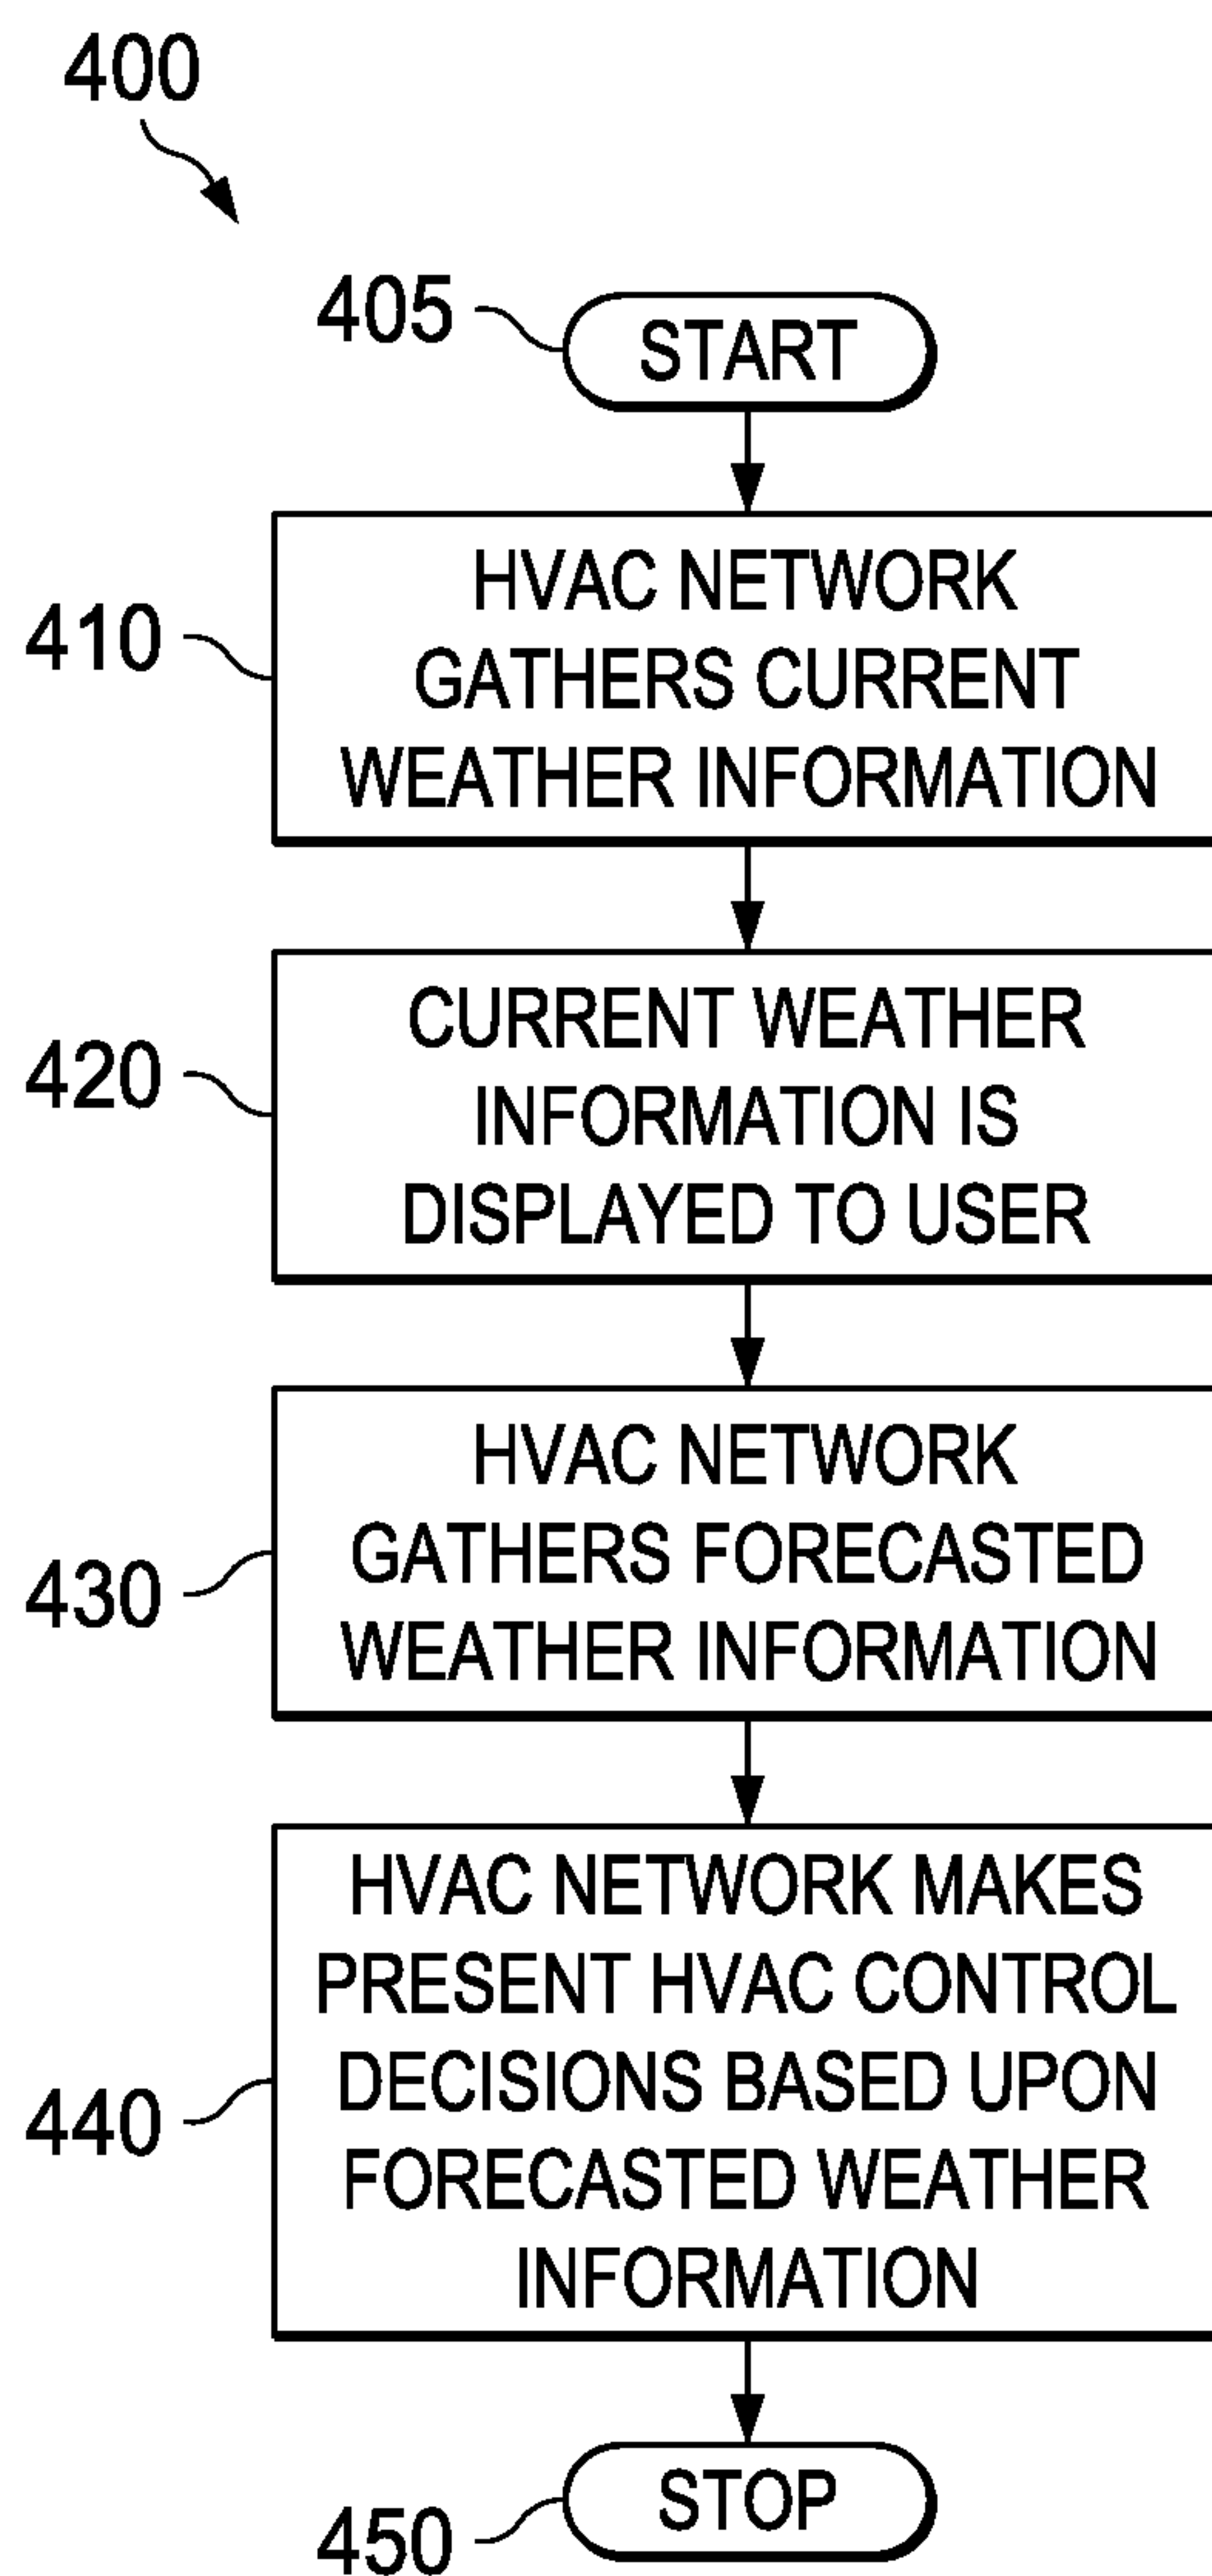 400
405
START
410
HVAC NETWORK
GATHERS CURRENT
WEATHER INFORMATION
420
CURRENT WEATHER
INFORMATION IS
DISPLAYED TO USER
430
HVAC NETWORK
GATHERS FORECASTED
WEATHER INFORMATION
440
HVAC NETWORK MAKES
PRESENT HVAC CONTROL
DECISIONS BASED UPON
FORECASTED WEATHER
INFORMATION
450
STOP